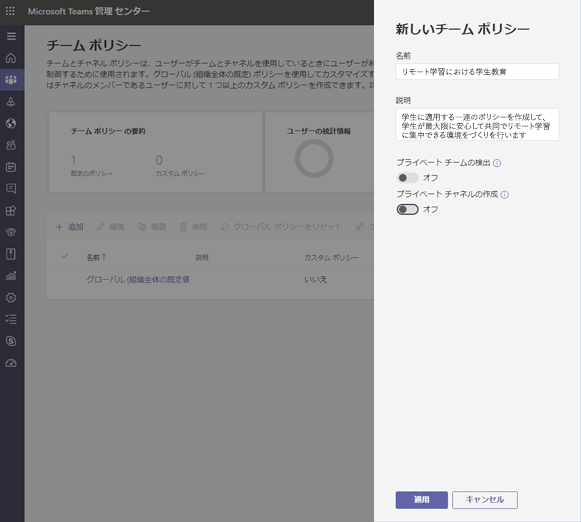 Microsoft Teams 管理 センター
チーム ポリシー
チームとチャネル ポリシーは、ユーザーがチームとチャネルを使用しているときにユーザーが利
制御するために使用されます。グローバル (組織全体の既定) ポリシーを使用してカスタマイズす
はチャネルのメンバーであるユーザーに対して 1 つ以上のカスタム ポリシーを作成できます。
チーム ポリシー の要約
1
既定のポリシー
0
カスタム ポリシー
ユーザーの統計情報
+ 追加
編集
複製
削除
グローバル ポリシーをリセット
ユ
名前 ↑
説明
カスタム ポリシー
グローバル (組織全体の既定値
いいえ
新しいチーム ポリシー
名前
リモート学習における学生教育
説明
学生に適用する一連のポリシーを作成して、
学生が最大限に安心して共同でリモート学習
に集中できる環境をづくりを行います
プライベート チームの検出
オフ
プライベート チャネルの作成
オフ
適用
キャンセル